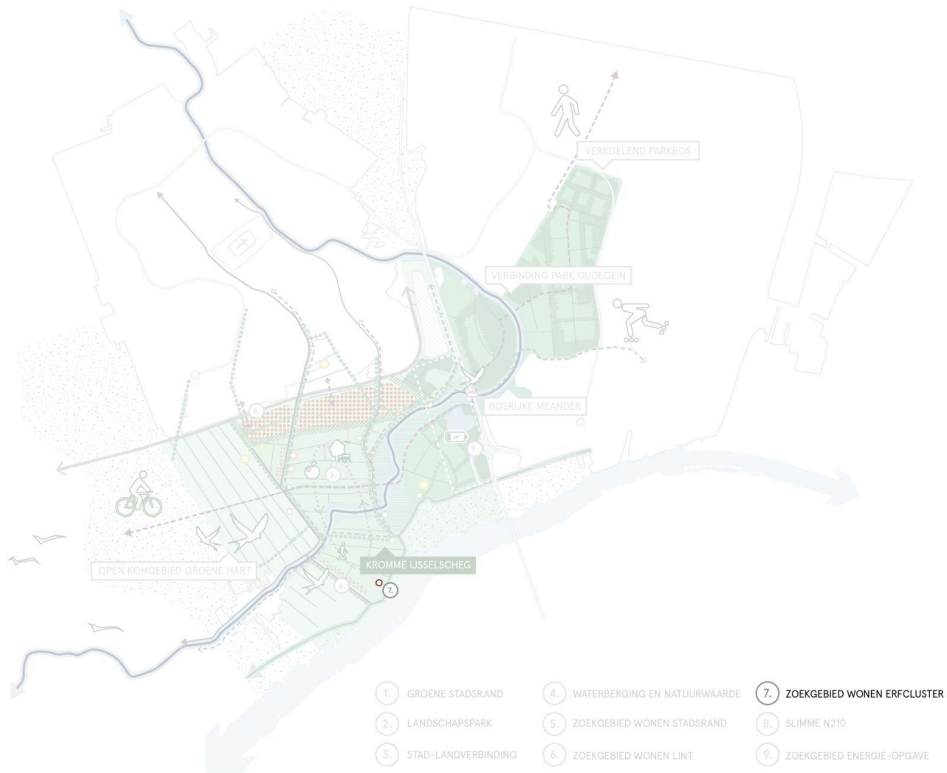 VERKOELEND PARKBOS
VERBINDING PARK OUDEGEIN
BOSRIJKE MEANDER
OPEN KOMGEBIED GROENE HART
KROMME IJSSELSCHEG
7.
1. GROENE STADSRAND
2. LANDSCHAPSPARK
3. STAD-LANDVERBINDING
4. WATERBERGING EN NATUURWAARDE
5. ZOEKGEBIED WONEN STADSRAND
6. ZOEKGEBIED WONEN LINT
7. ZOEKGEBIED WONEN ERFCLUSTER
8. SLIMME N210
9. ZOEKGEBIED ENERGIE-OPGAVE